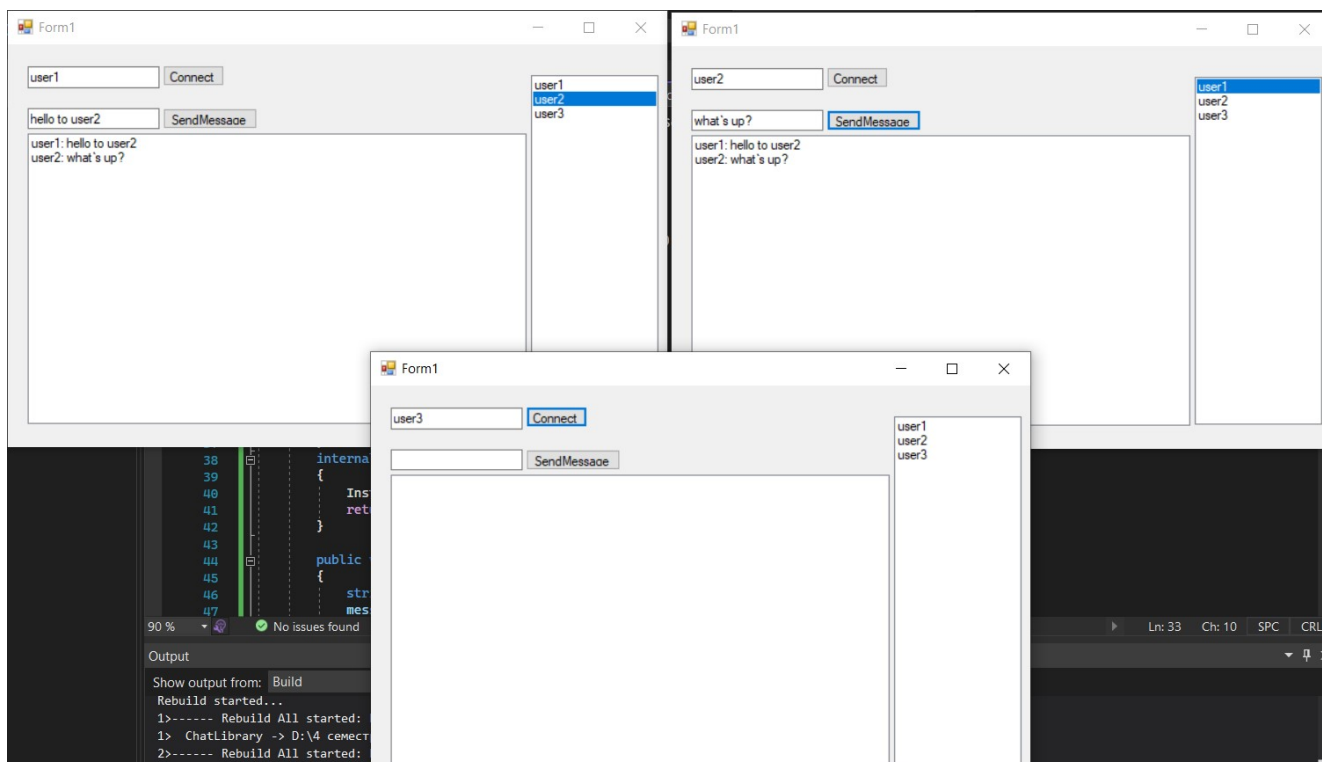 Form1
user1
Connect
hello to user2
SendMessage
user1: hello to user2
user2: what`s up?
user1
user2
user3
Form1
user2
Connect
what`s up?
SendMessage
user1: hello to user2
user2: what`s up?
user1
user2
user3
Form1
user3
Connect
SendMessage
user1
user2
user3
38 interna
39 {
40 Ins
41 ret
42 }
43
44 public
45 {
46 str
47 mes
90 % No issues found Ln: 33 Ch: 10 SPC CRL
Output
Show output from: Build
Rebuild started...
1>------ Rebuild All started:
1> ChatLibrary -> D:\4 семест
2>------ Rebuild All started: